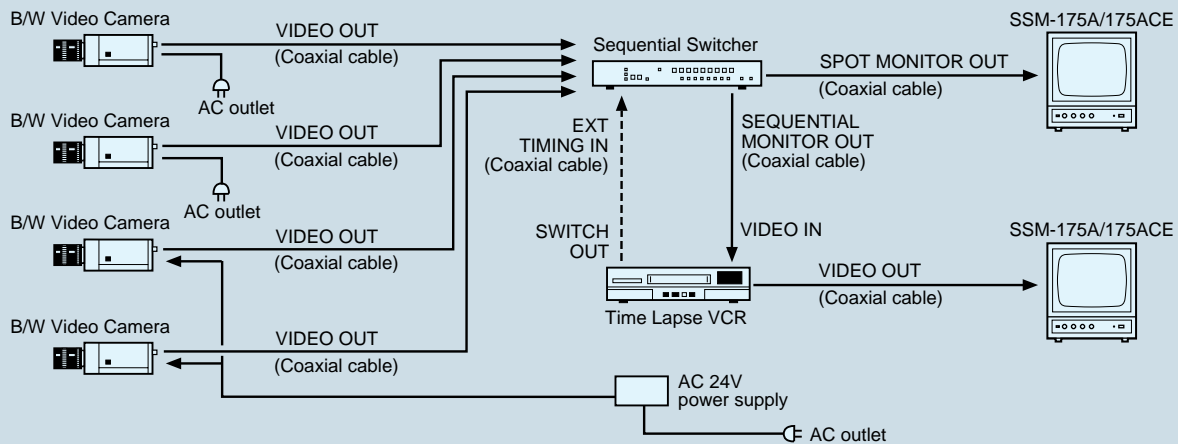 B/W Video Camera
VIDEO OUT
(Coaxial cable)
AC outlet
B/W Video Camera
VIDEO OUT
(Coaxial cable)
AC outlet
B/W Video Camera
VIDEO OUT
(Coaxial cable)
B/W Video Camera
VIDEO OUT
(Coaxial cable)
Sequential Switcher
SPOT MONITOR OUT
(Coaxial cable)
SSM-175A/175ACE
EXT
TIMING IN
(Coaxial cable)
SEQUENTIAL
MONITOR OUT
(Coaxial cable)
SWITCH
OUT
VIDEO IN
Time Lapse VCR
VIDEO OUT
(Coaxial cable)
SSM-175A/175ACE
AC 24V
power supply
AC outlet